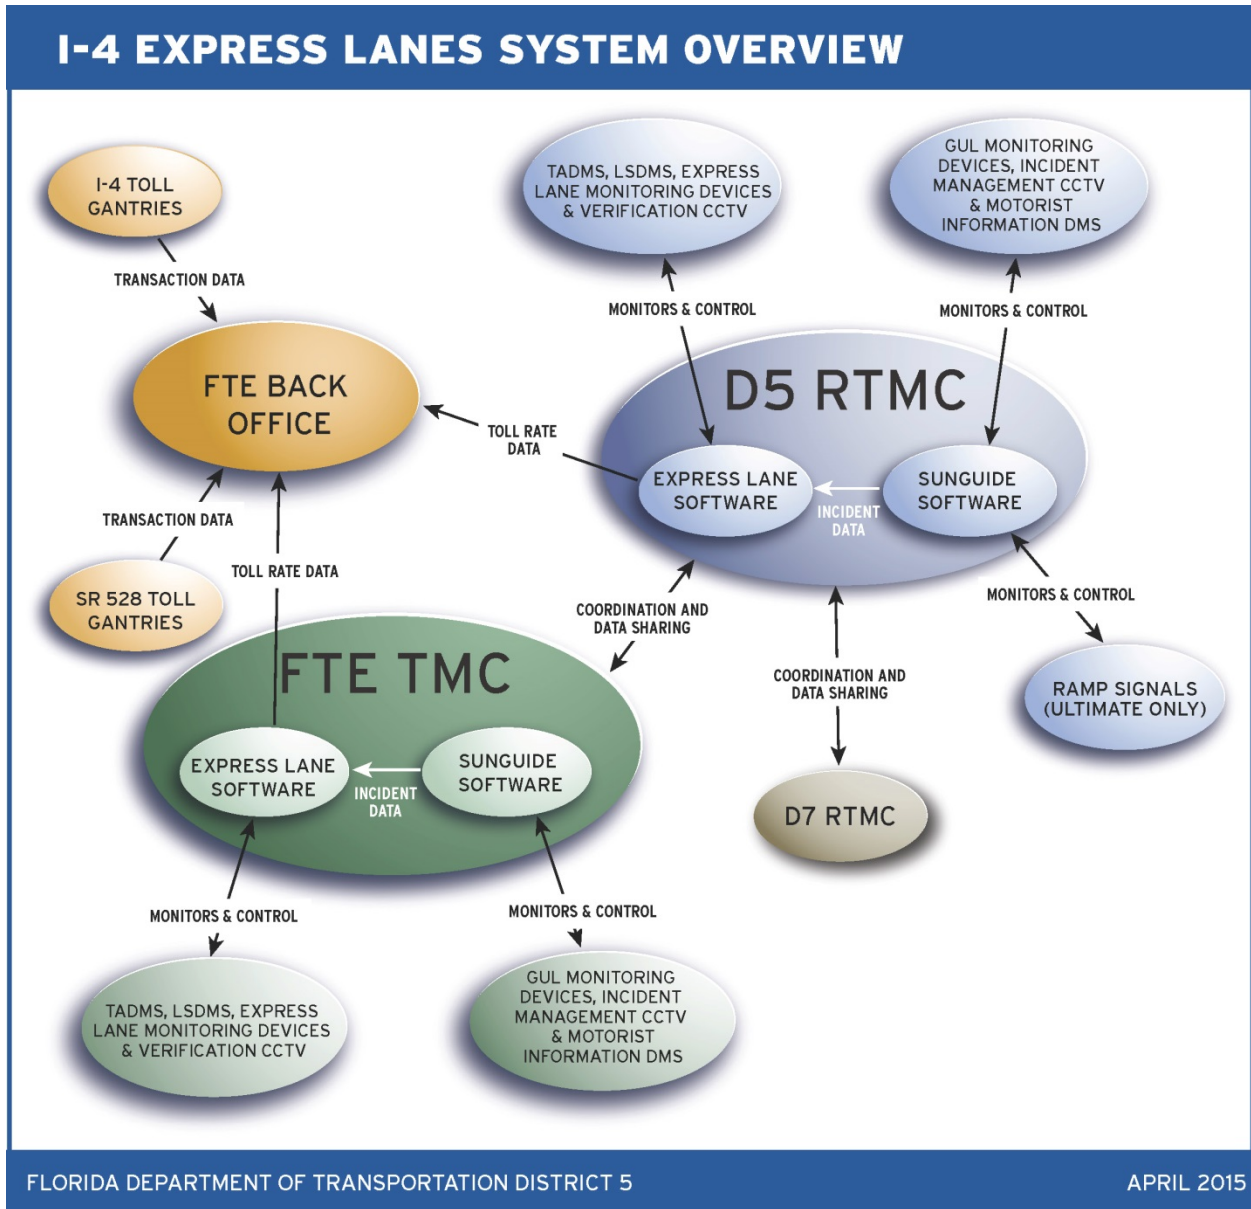 I-4 EXPRESS LANES SYSTEM OVERVIEW
I-4 TOLL
GANTRIES
TRANSACTION DATA
FTE BACK
OFFICE
TRANSACTION DATA
SR 528 TOLL
GANTRIES
TOLL RATE DATA
TOLL RATE
DATA
TADMS, LSDMS, EXPRESS
LANE MONITORING DEVICES
& VERIFICATION CCTV
MONITORS & CONTROL
GUL MONITORING
DEVICES, INCIDENT
MANAGEMENT CCTV
& MOTORIST
INFORMATION DMS
MONITORS & CONTROL
D5 RTMC
EXPRESS LANE
SOFTWARE
INCIDENT
DATA
SUNGUIDE
SOFTWARE
MONITORS & CONTROL
RAMP SIGNALS
(ULTIMATE ONLY)
COORDINATION AND
DATA SHARING
COORDINATION AND
DATA SHARING
D7 RTMC
FTE TMC
EXPRESS LANE
SOFTWARE
INCIDENT
DATA
SUNGUIDE
SOFTWARE
MONITORS & CONTROL
TADMS, LSDMS, EXPRESS
LANE MONITORING DEVICES
& VERIFICATION CCTV
MONITORS & CONTROL
GUL MONITORING
DEVICES, INCIDENT
MANAGEMENT CCTV
& MOTORIST
INFORMATION DMS
FLORIDA DEPARTMENT OF TRANSPORTATION DISTRICT 5
APRIL 2015